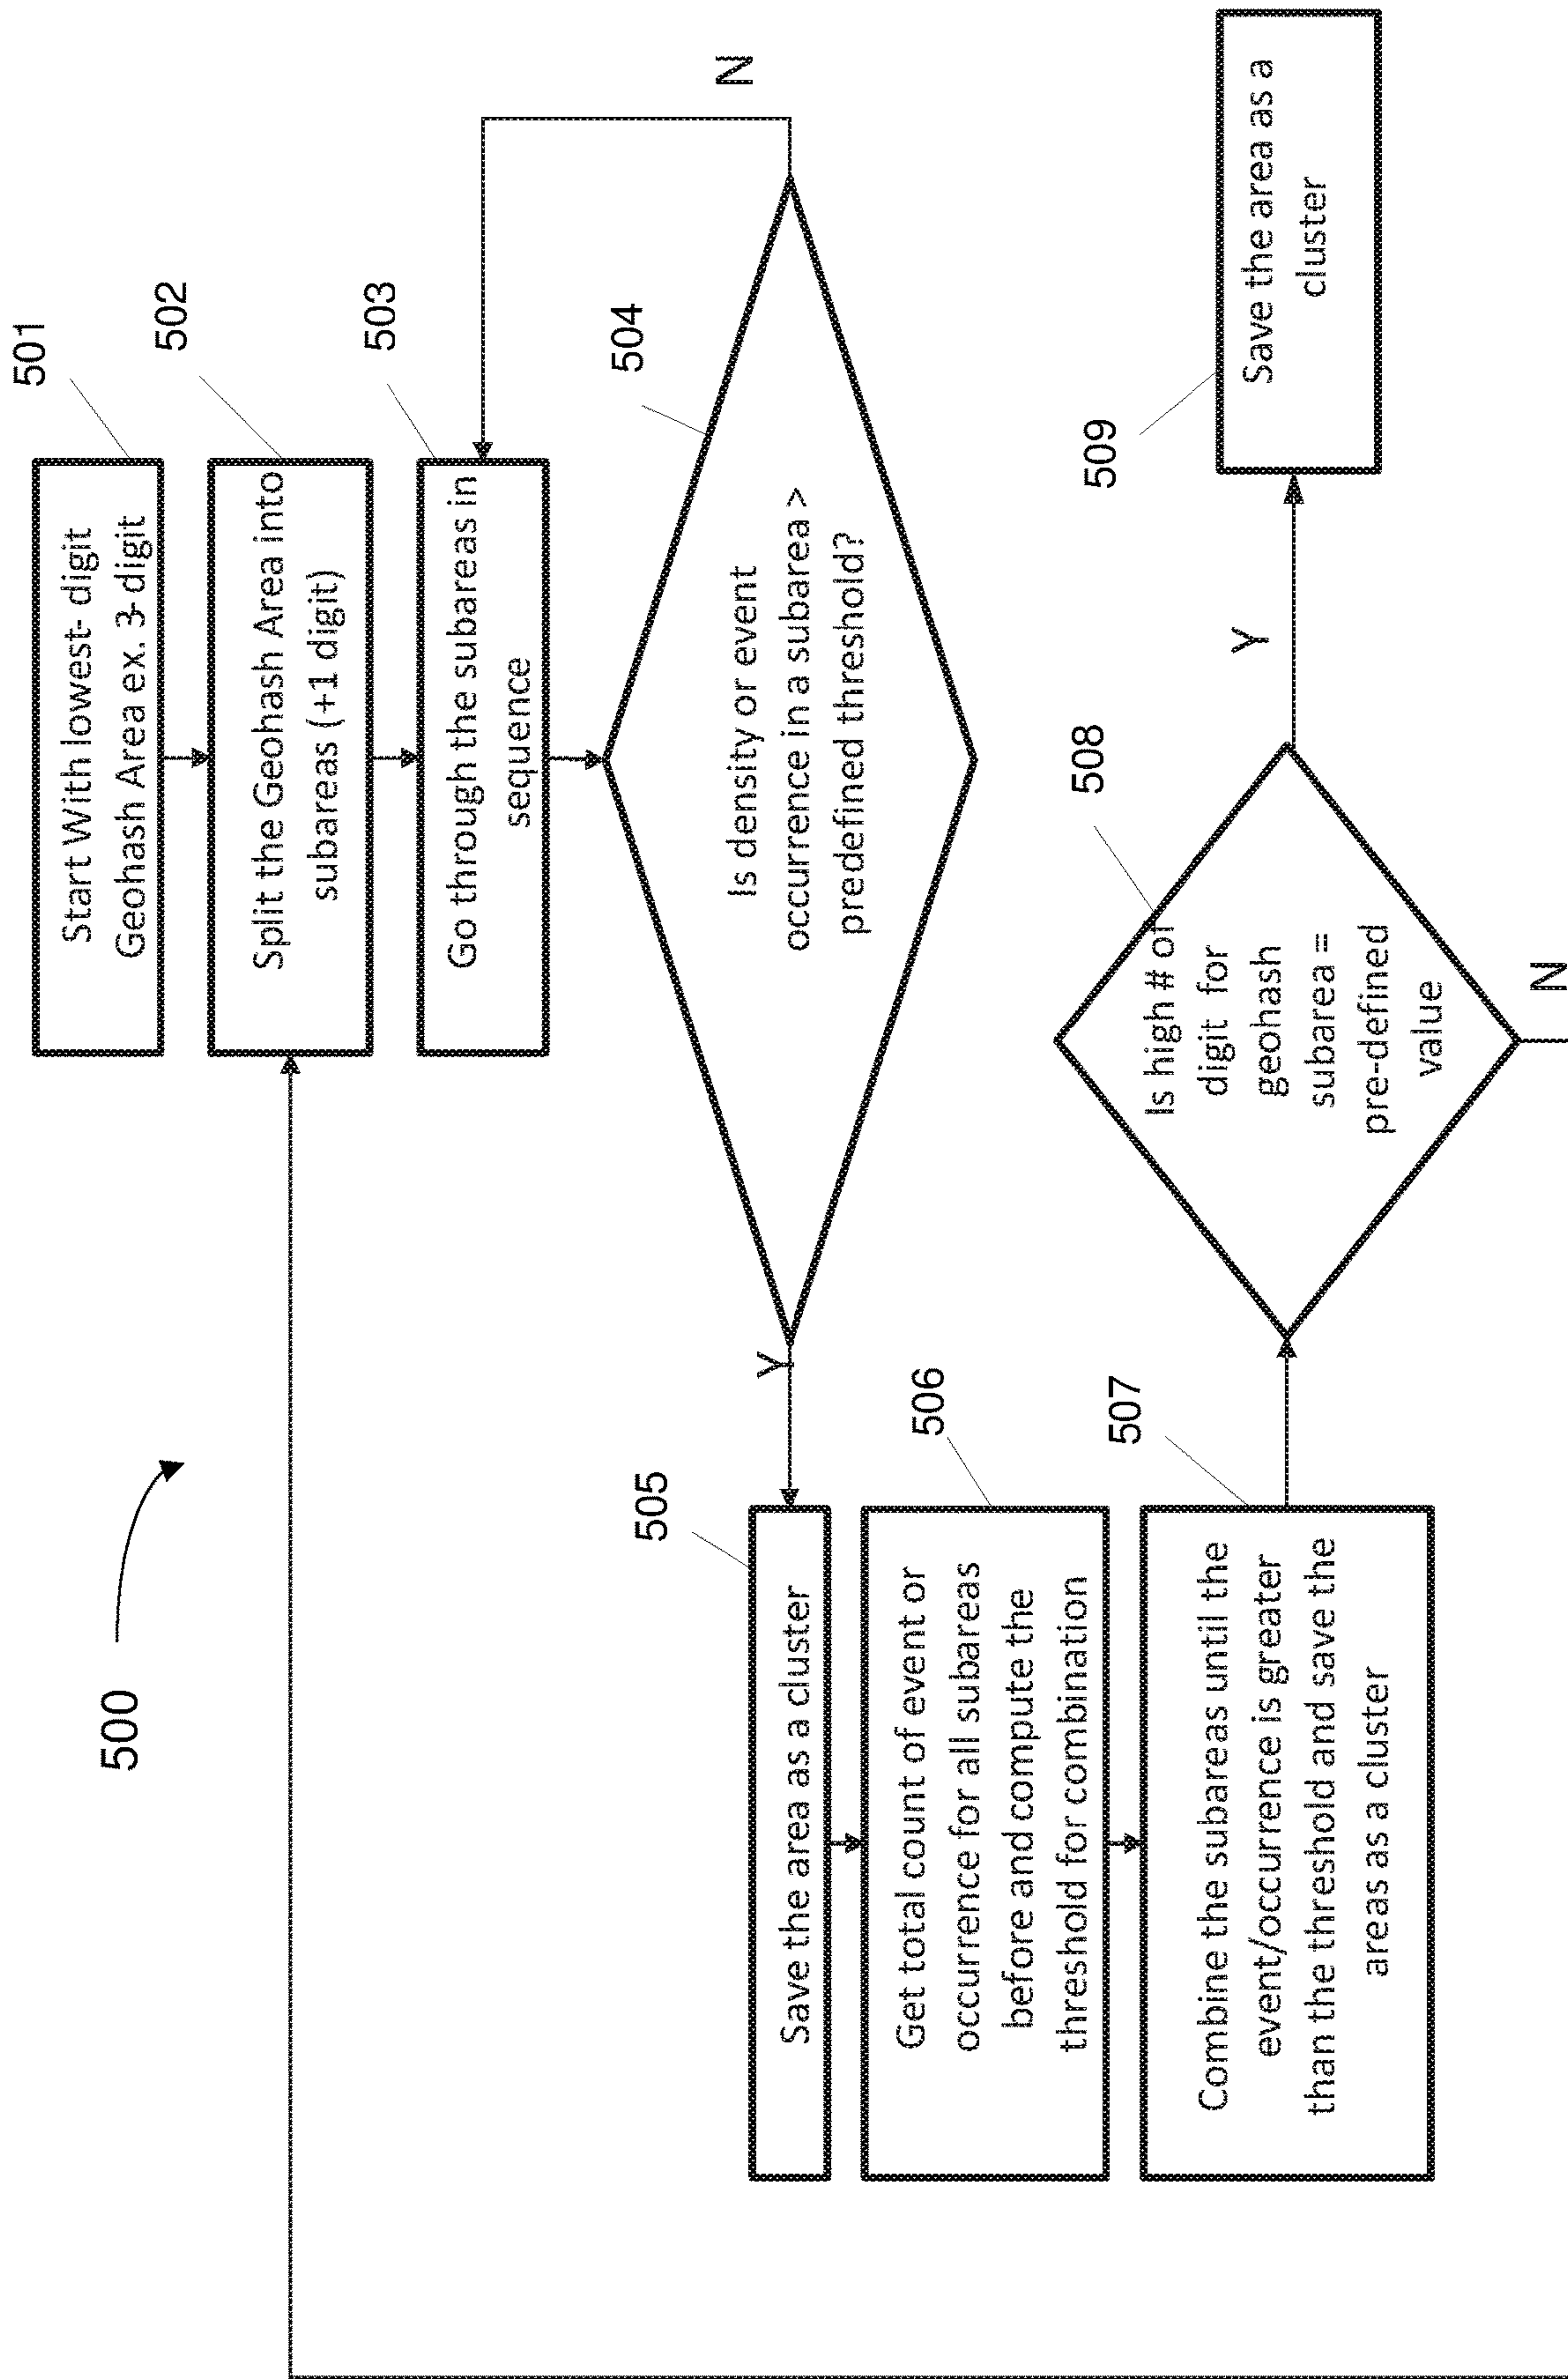 500
501
Start With lowest- digit
Geohash Area ex. 3-digit
502
Split the Geohash Area into
subareas (+1 digit)
503
Go through the subareas in
sequence
504
Is density or event
occurrence in a subarea >
predefined threshold?
N
Y
505
Save the area as a cluster
506
Get total count of event or
occurrence for all subareas
before and compute the
threshold for combination
507
Combine the subareas until the
event/occurrence is greater
than the threshold and save the
areas as a cluster
508
Is high # of
digit for
geohash
subarea =
pre-defined
value
Y
N
509
Save the area as a
cluster